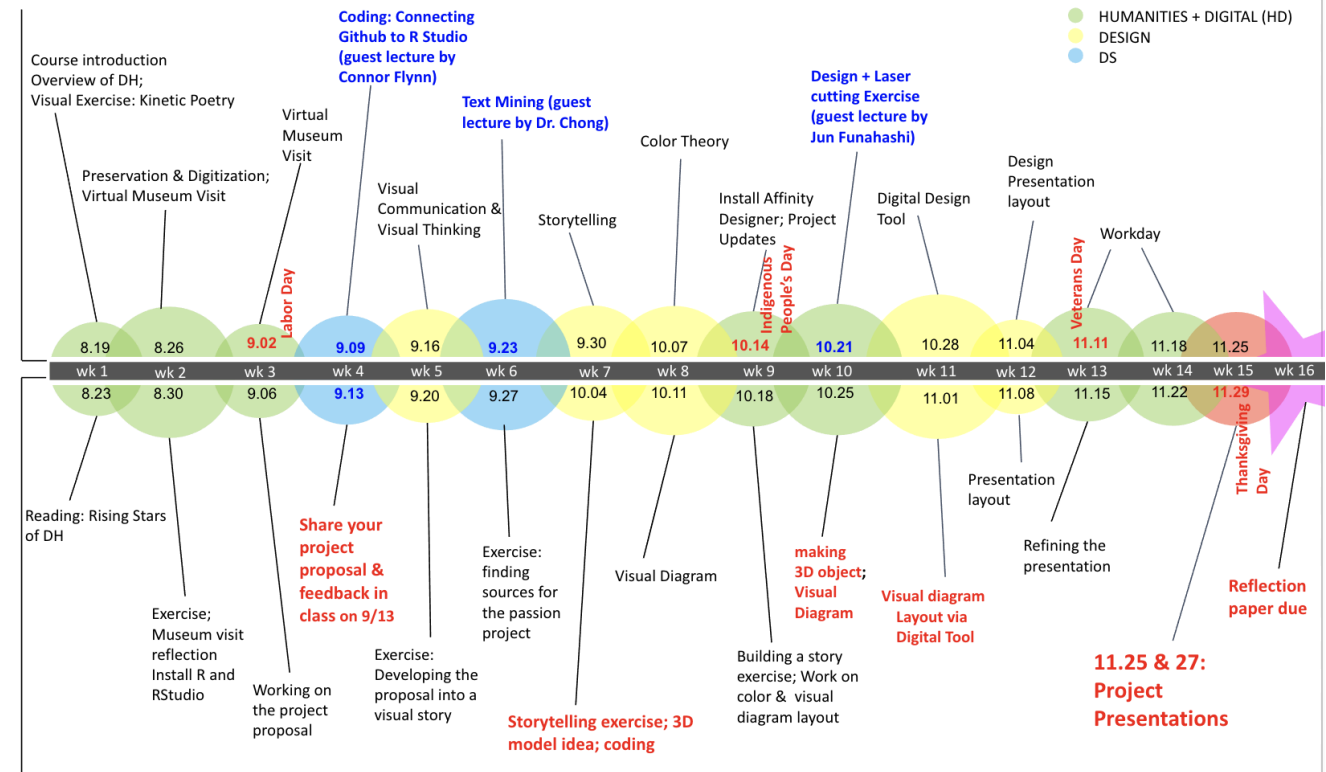 Coding: Connecting
Github to R Studio
(guest lecture by
Connor Flynn)
HUMANITIES + DIGITAL (HD)
DESIGN
DS
Course introduction
Overview of DH;
Visual Exercise: Kinetic Poetry
Virtual
Museum
Visit
Text Mining (guest
lecture by Dr. Chong)
Design + Laser
cutting Exercise
(guest lecture by
Jun Funahashi)
Preservation & Digitization;
Virtual Museum Visit
Visual
Communication &
Visual Thinking
Storytelling
Color Theory
Install Affinity
Designer; Project
Updates
Digital Design
Tool
Design
Presentation
layout
Workday
Labor Day
Indigenous
People's Day
Veterans Day
8.19
8.26
9.02
9.09
9.16
9.23
9.30
10.07
10.14
10.21
10.28
11.04
11.11
11.18
11.25
wk 1
wk 2
wk 3
wk 4
wk 5
wk 6
wk 7
wk 8
wk 9
wk 10
wk 11
wk 12
wk 13
wk 14
wk 15
wk 16
8.23
8.30
9.06
9.13
9.20
9.27
10.04
10.11
10.18
10.25
11.01
11.08
11.15
11.22
11.29
Thanksgiving
Day
Reading: Rising Stars
of DH
Exercise;
Museum visit
reflection
Install R and
RStudio
Working on
the project
proposal
Share your
project
proposal &
feedback in
class on 9/13
Exercise:
Developing the
proposal into a
visual story
Exercise:
finding
sources for
the passion
project
Storytelling exercise; 3D
model idea; coding
Visual Diagram
Building a story
exercise; Work on
color & visual
diagram layout
making
3D object;
Visual
Diagram
Visual diagram
Layout via
Digital Tool
Presentation
layout
Refining the
presentation
11.25 & 27:
Project
Presentations
Reflection
paper due